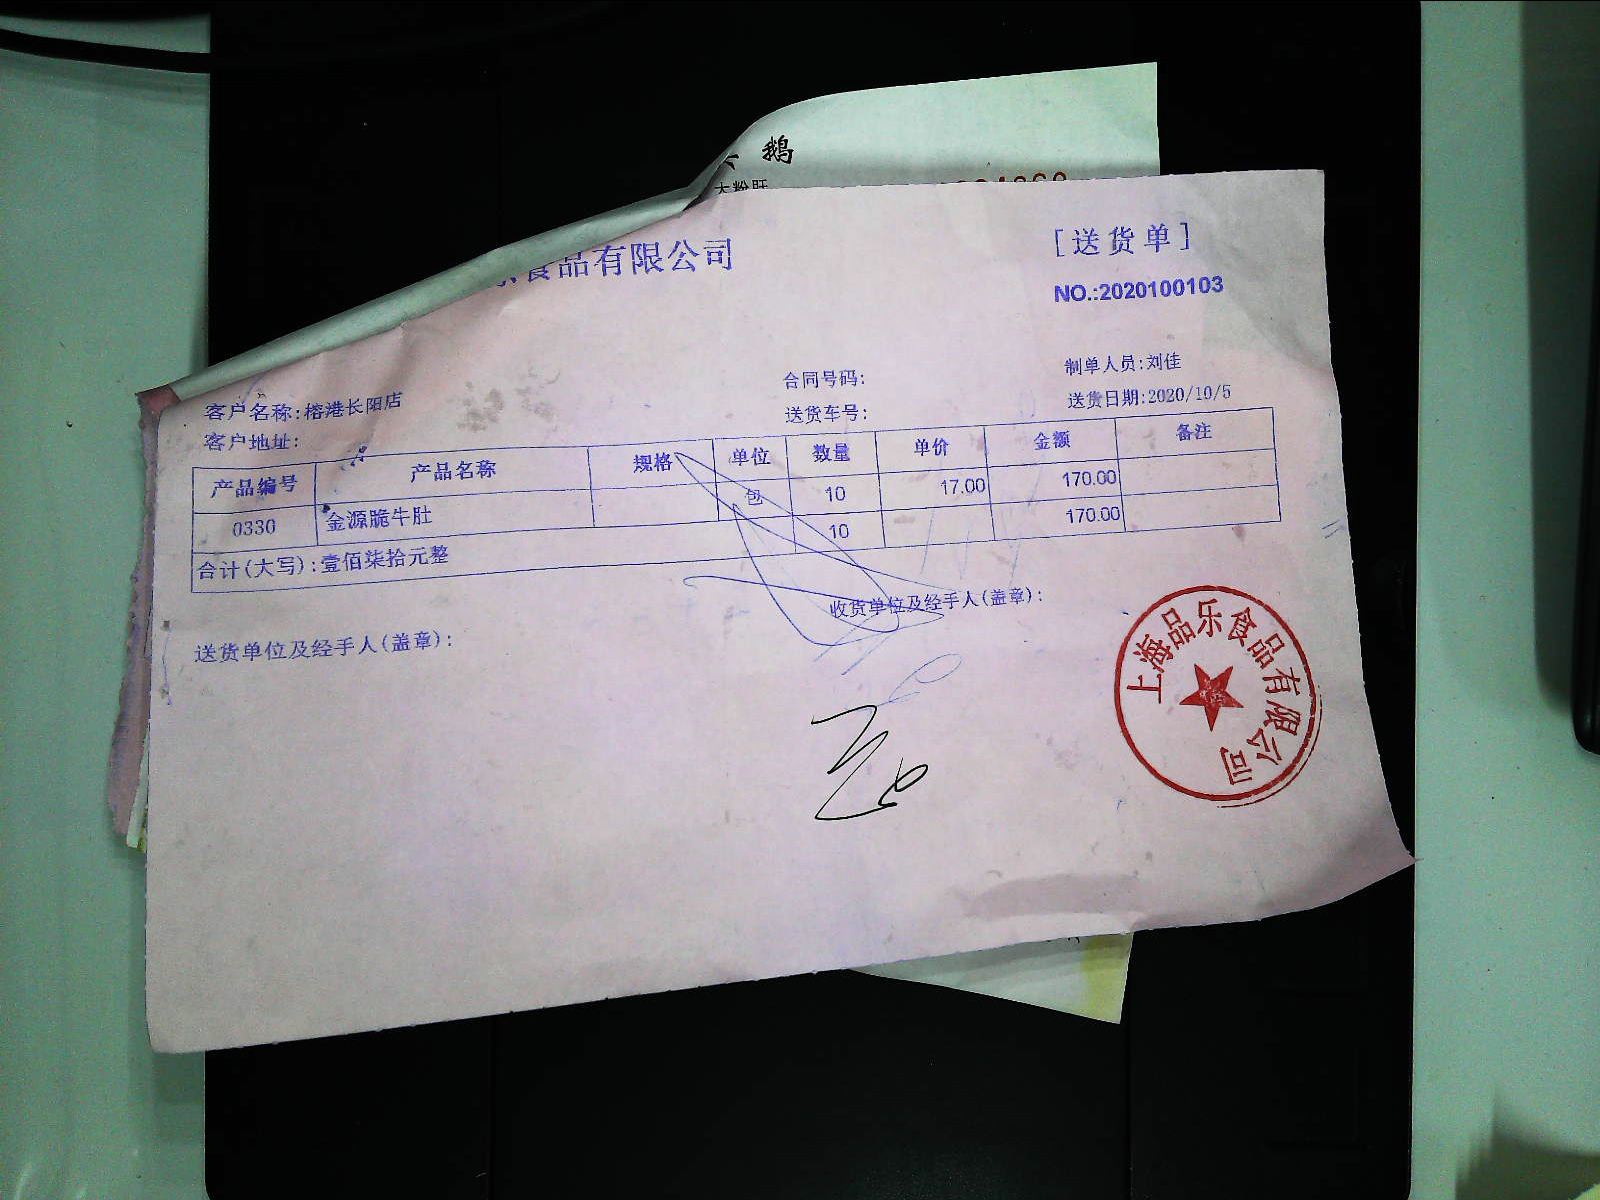 鹅
大粉肝
食品有限公司
[送货单]
NO.:2020100103
客户名称:榕港长阳店
合同号码:
制单人员:刘佳
客户地址:
送货车号:
送货日期:2020/10/5
产品编号 产品名称 规格 单位 数量 单价 金额 备注
0330 金源脆牛肚 包 10 17.00 170.00
合计(大写):壹佰柒拾元整 10 170.00
送货单位及经手人(盖章):
收货单位及经手人(盖章):
上海品乐食品有限公司